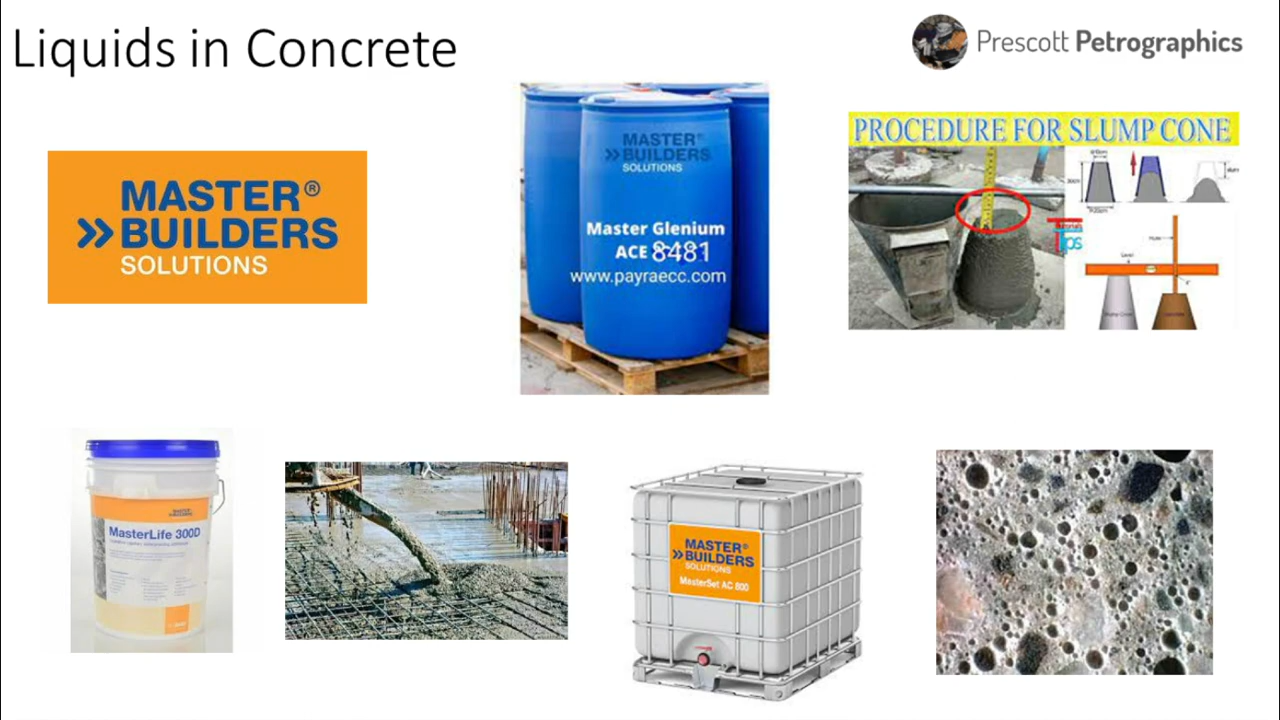 Liquids in Concrete
Prescott Petrographics
MASTER®
BUILDERS
SOLUTIONS
MASTER®
BUILDERS
SOLUTIONS
Master Glenium
ACE 8481
www.payraecc.com
PROCEDURE FOR SLUMP CONE
MasterLife 300D
MASTER®
BUILDERS
SOLUTIONS
MasterSet AC 800